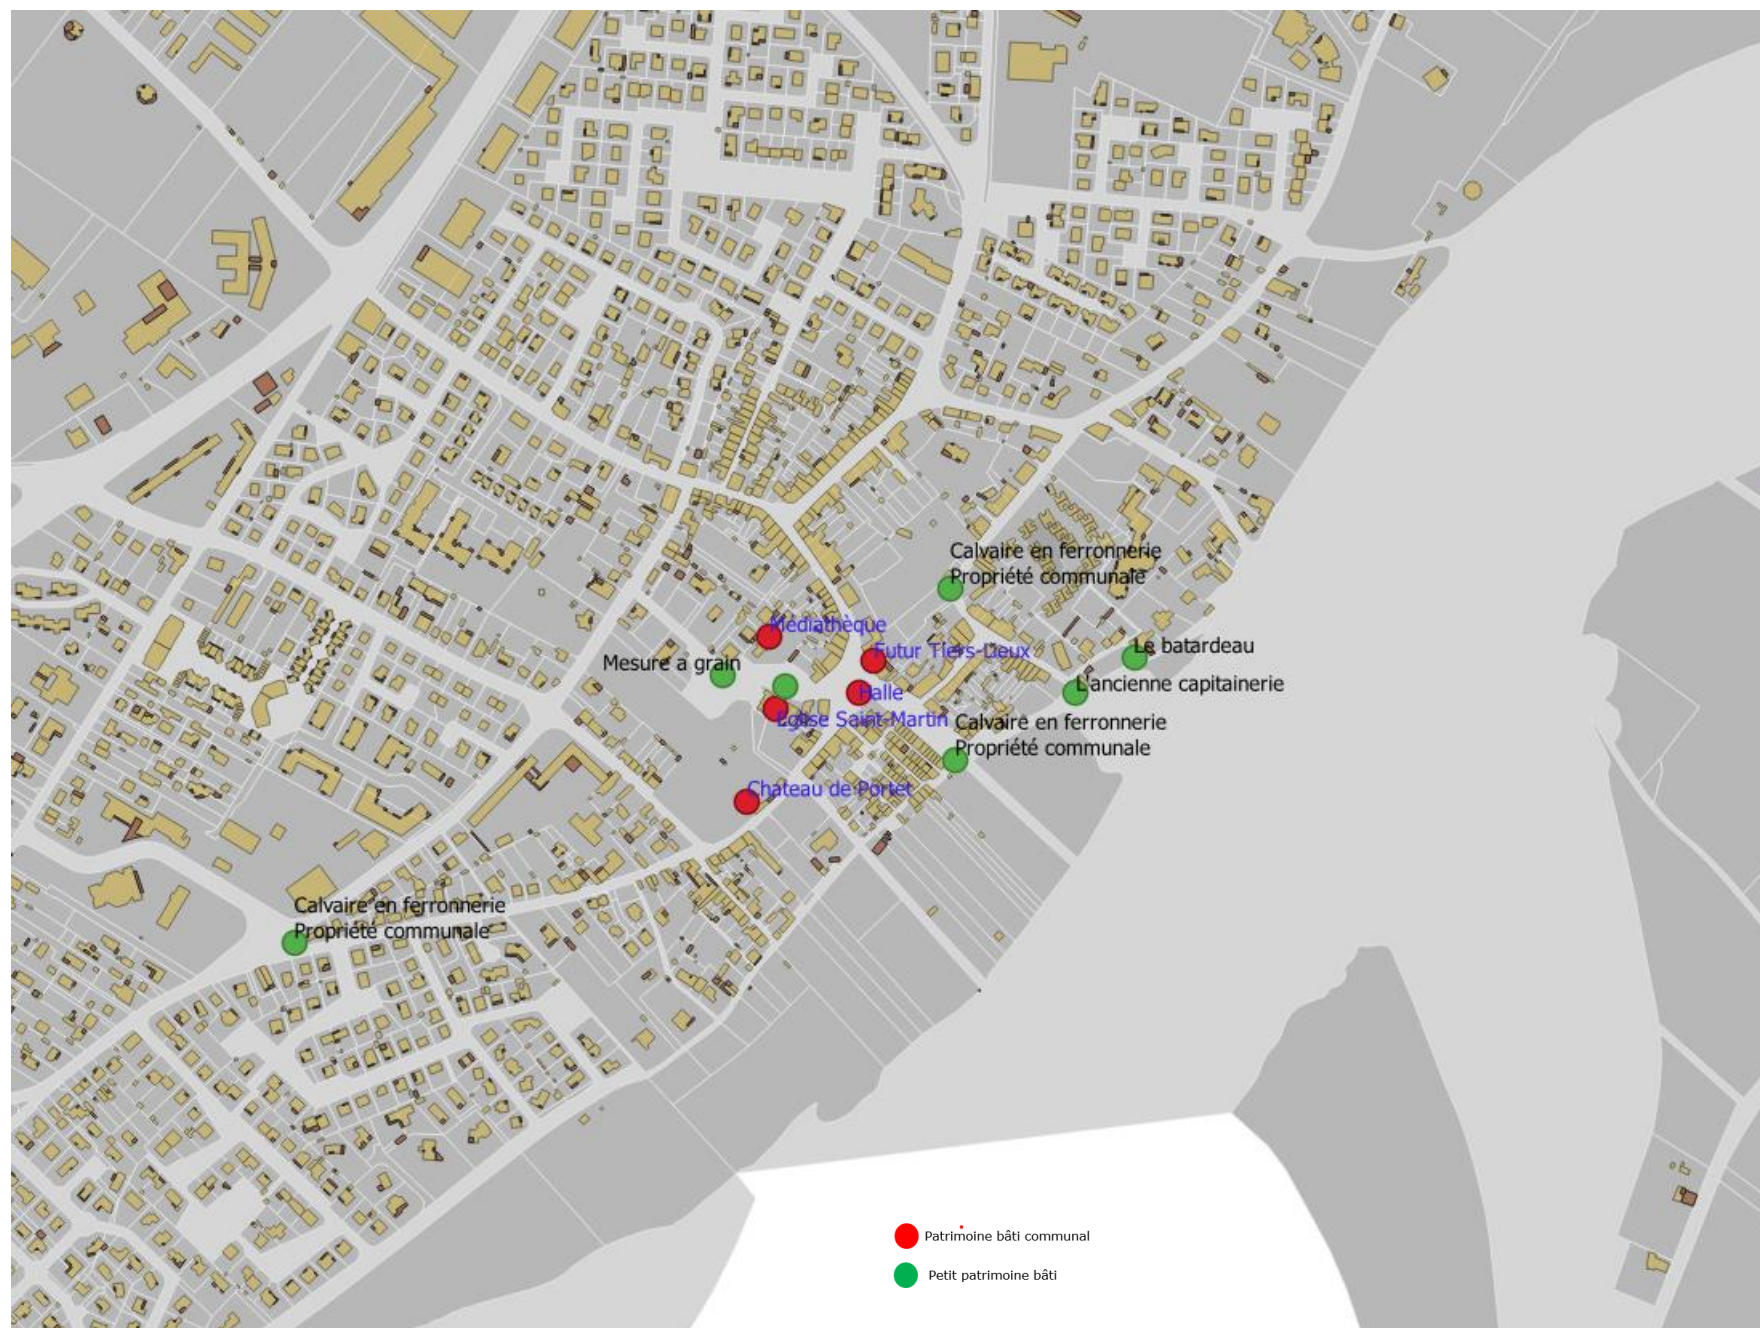 Calvaire en ferronnerie
Propriété communale
Médiathèque
Futur Tiers-Lieux
Le batardeau
Mesure a grain
L'ancienne capitainerie
Halle
Eglise Saint-Martin
Calvaire en ferronnerie
Propriété communale
Chateau de Portet
Calvaire en ferronnerie
Propriété communale
Patrimoine bâti communal
Petit patrimoine bâti